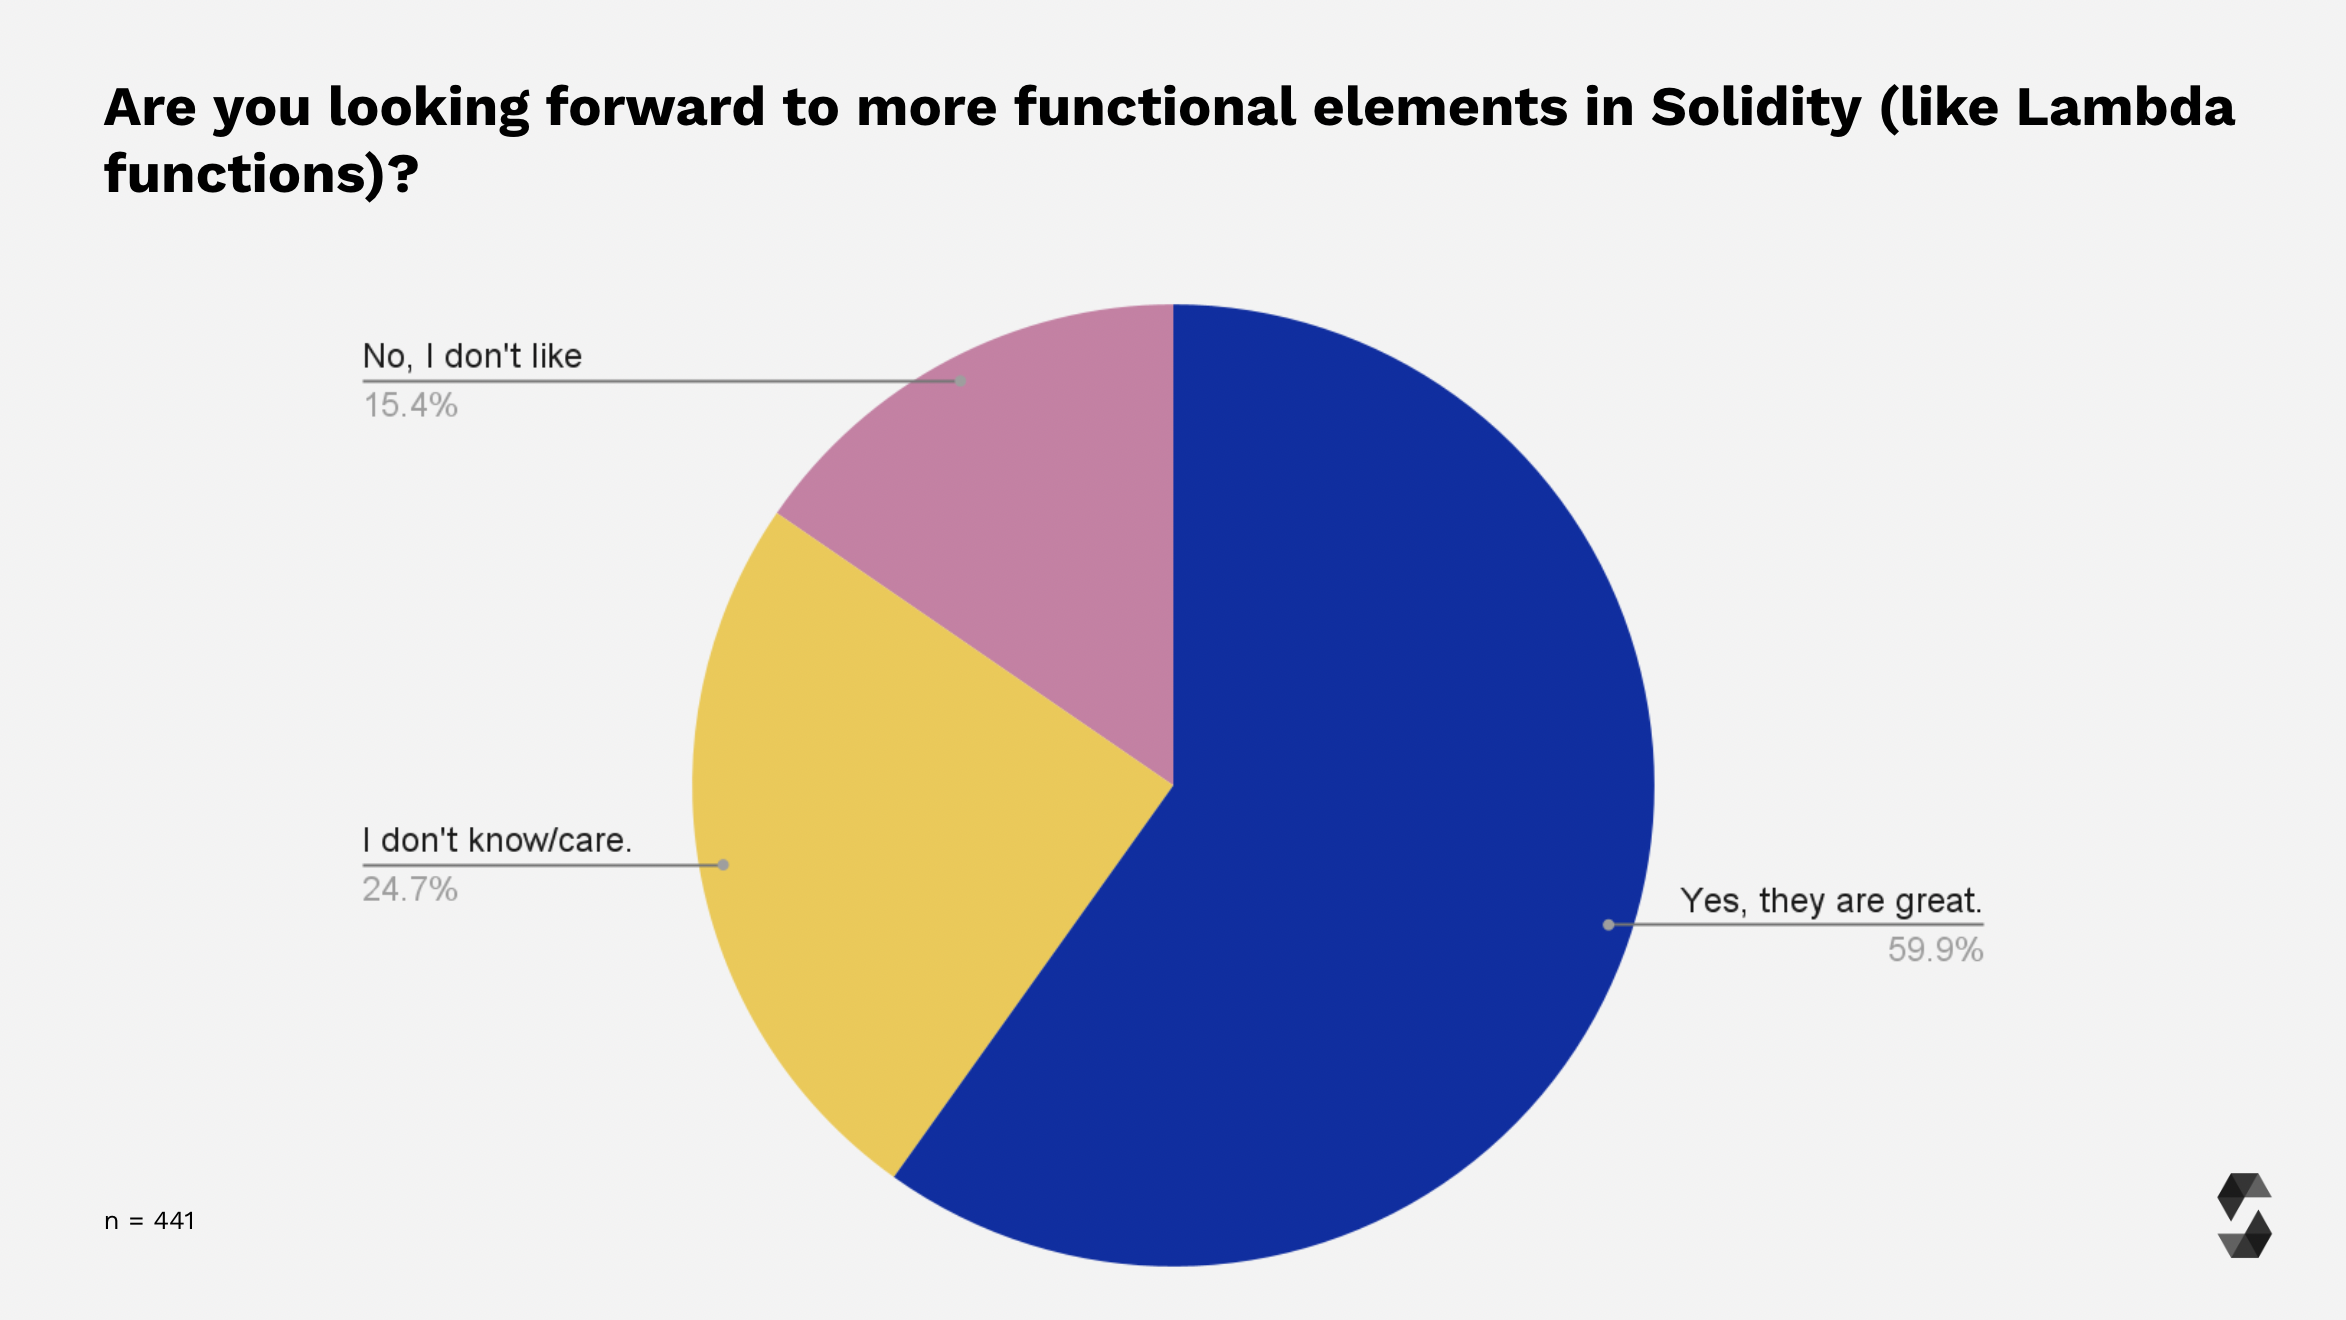 Are you looking forward to more functional elements in Solidity (like Lambda
functions)?
No, I don't like
15.4%
I don't know/care.
24.7%
Yes, they are great.
59.9%
n = 441